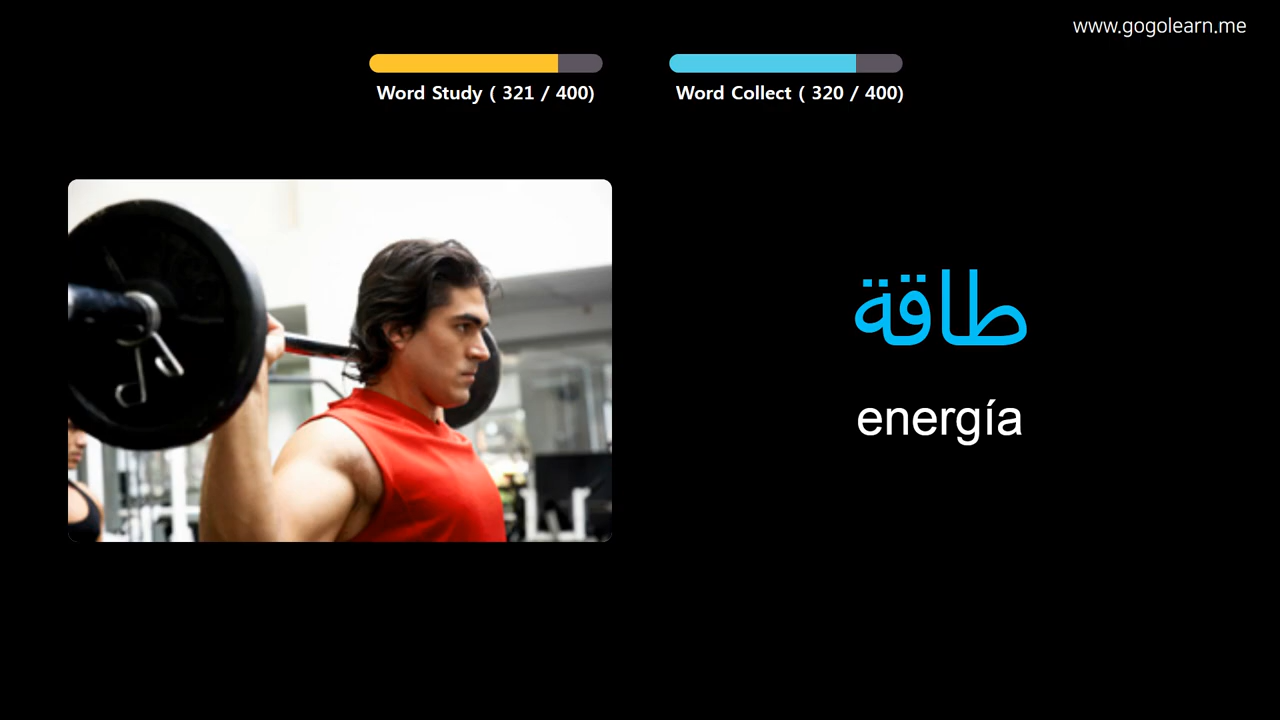 www.gogolearn.me
Word Study ( 321 / 400)
Word Collect ( 320 / 400)
طاقة
energía